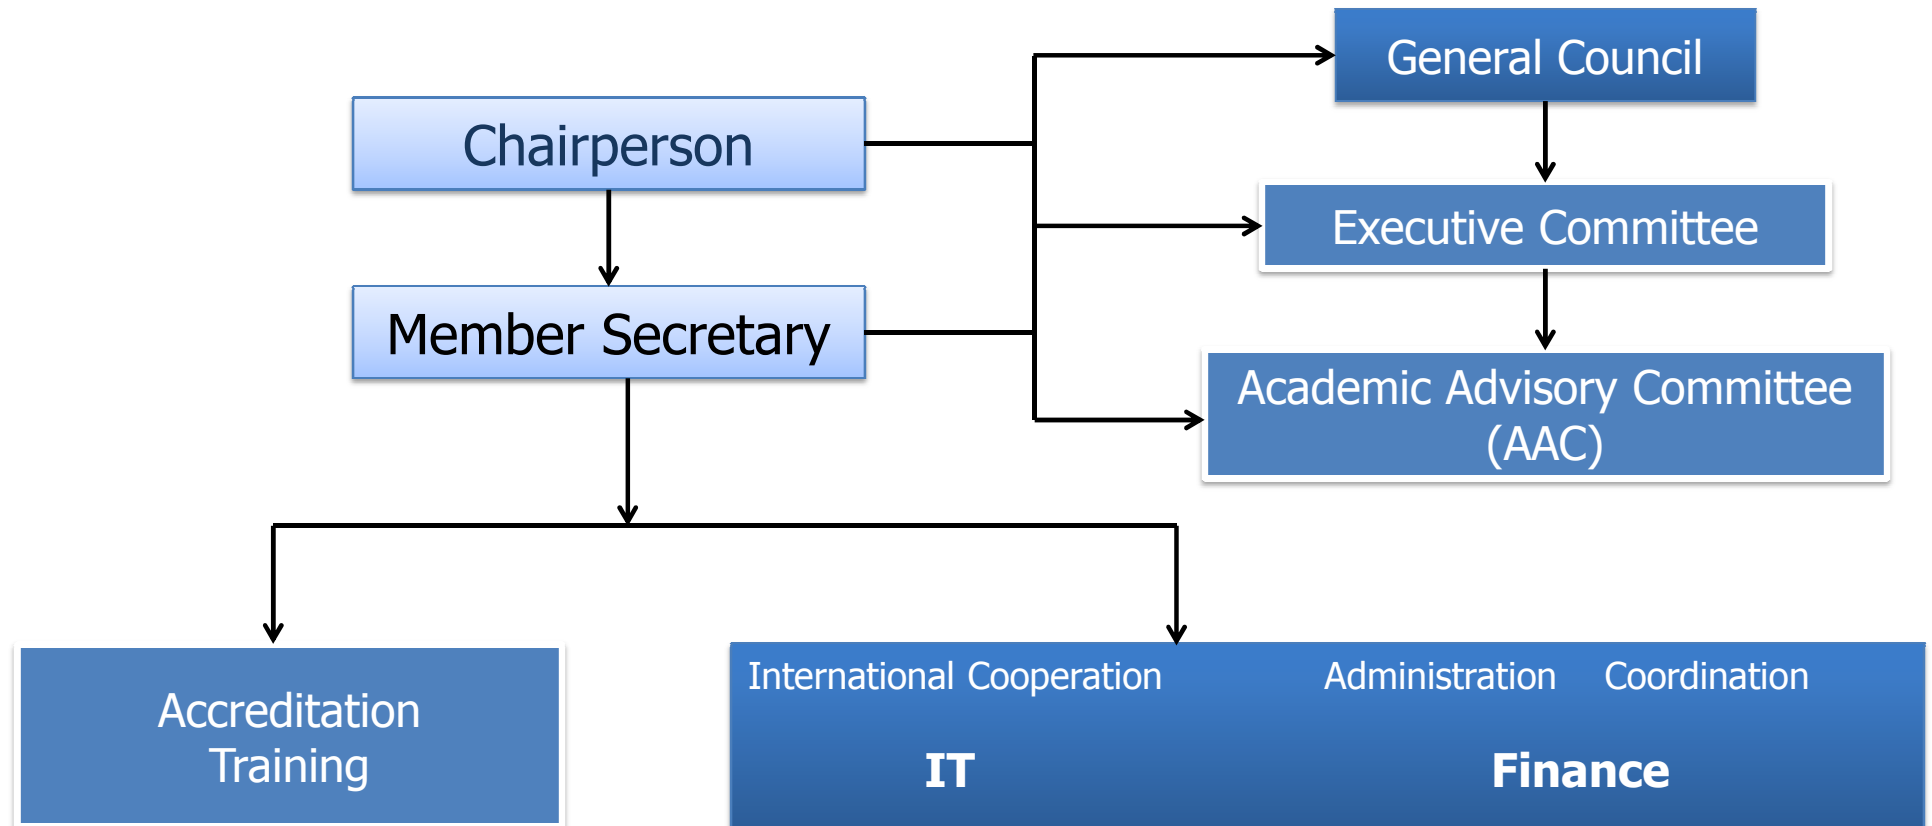 General Council
Chairperson
Executive Committee
Member Secretary
Academic Advisory Committee
(AAC)
Accreditation
Training
International Cooperation Administration Coordination
IT Finance